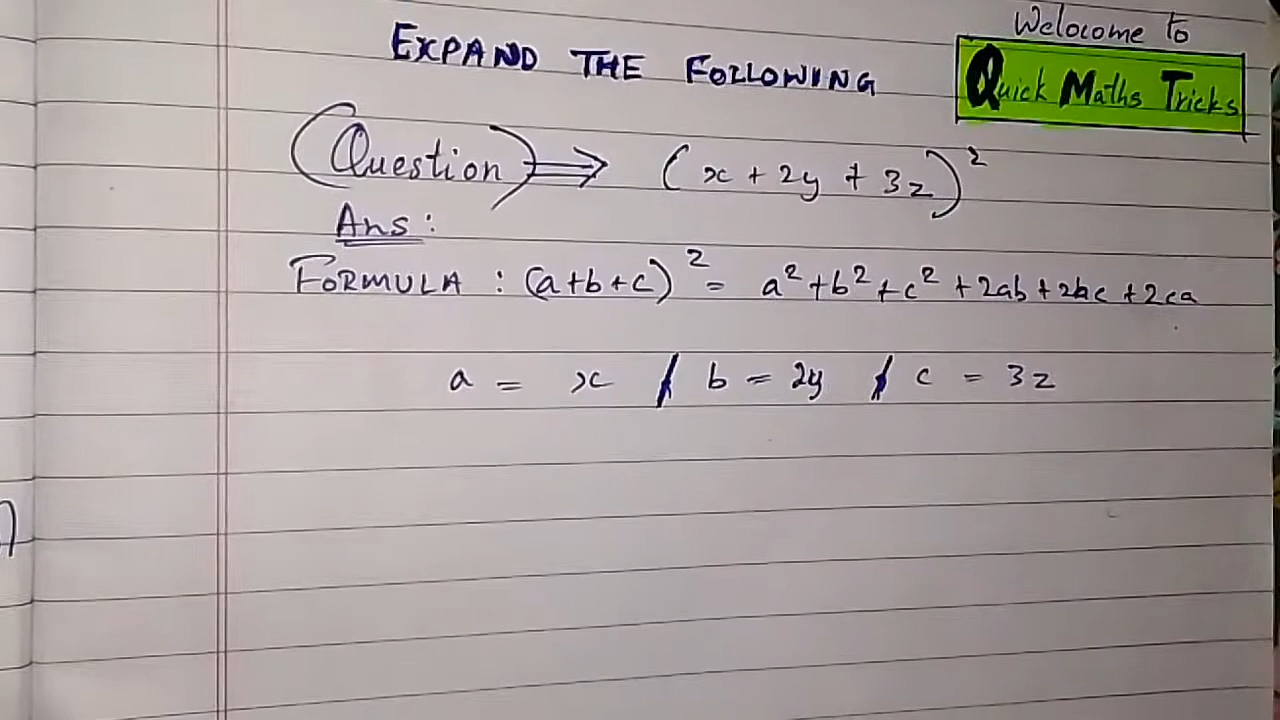 Welocome to
EXPAND THE FOLLOWING
Quick Maths Tricks
(Question) ⇒ (x + 2y + 3z)²
Ans :
FORMULA : (a+b+c)² = a²+b²+c²+2ab+2bc+2ca
a = x / b = 2y / c = 3z